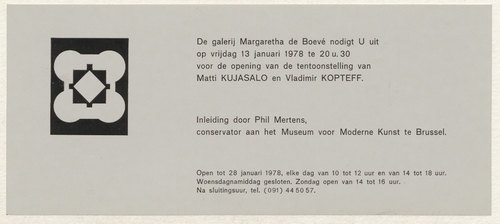 De galerij Margaretha de Boevé nodigt U uit
op vrijdag 13 januari 1978 te 20 u. 30
voor de opening van de tentoonstelling van
Matti KUJASALO en Vladimir KOPTEFF.
Inleiding door Phil Mertens,
conservator aan het Museum voor Moderne Kunst te Brussel.
Open tot 28 januari 1978, elke dag van 10 tot 12 uur en van 14 tot 18 uur.
Woensdagnamiddag gesloten. Zondag open van 14 tot 16 uur.
Na sluitingsuur, tel. (091) 44 50 57.